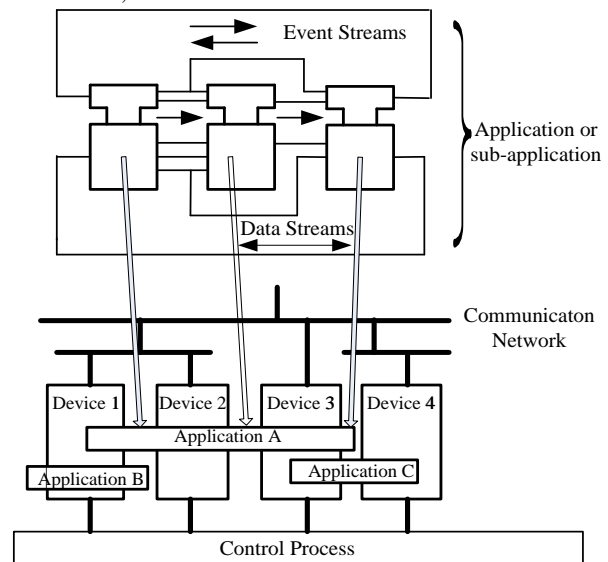 Event Streams
Application or
sub-application
Data Streams
Communicaton
Network
Device 1
Device 2
Device 3
Device 4
Application A
Application B
Application C
Control Process